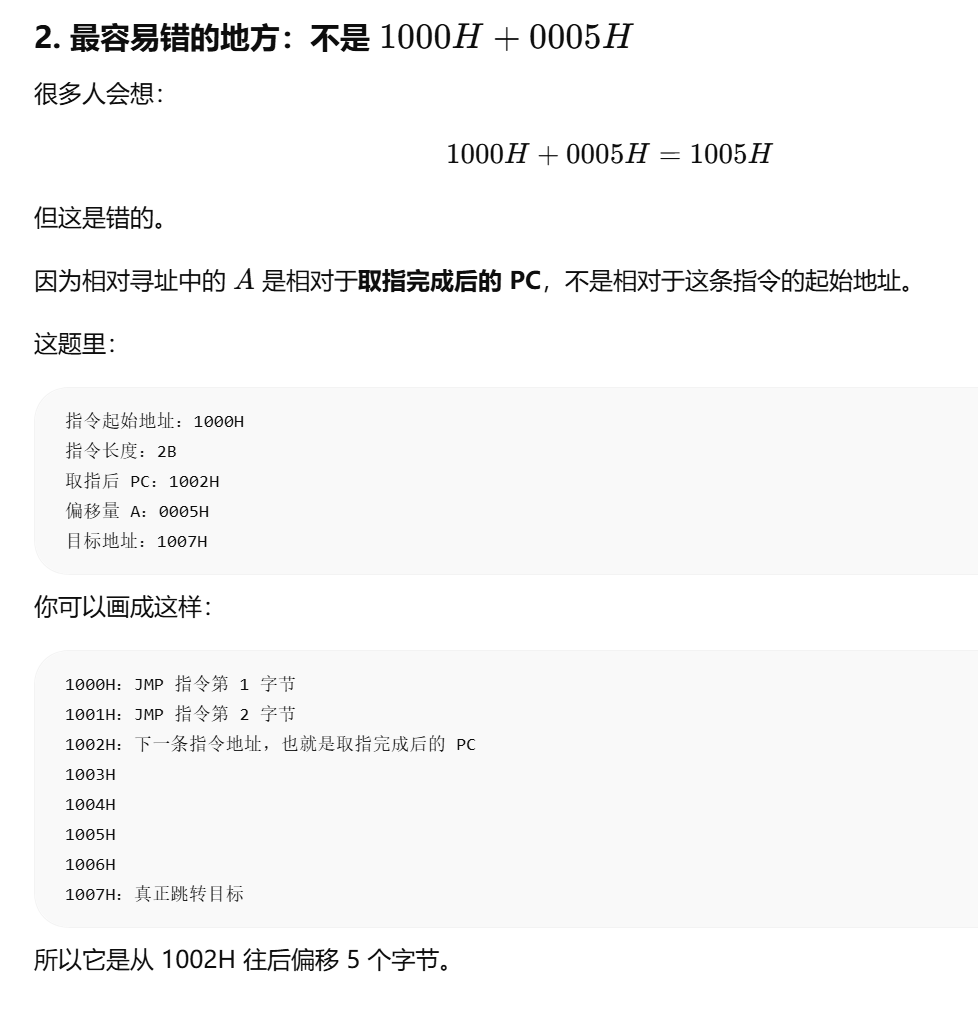 2. 最容易错的地方：不是 1000H + 0005H
很多人会想：
1000H + 0005H = 1005H
但这是错的。
因为相对寻址中的 A 是相对于取指完成后的 PC，不是相对于这条指令的起始地址。
这题里：
指令起始地址：1000H
指令长度：2B
取指后 PC：1002H
偏移量 A：0005H
目标地址：1007H
你可以画成这样：
1000H：JMP 指令第 1 字节
1001H：JMP 指令第 2 字节
1002H：下一条指令地址，也就是取指完成后的 PC
1003H
1004H
1005H
1006H
1007H：真正跳转目标
所以它是从 1002H 往后偏移 5 个字节。